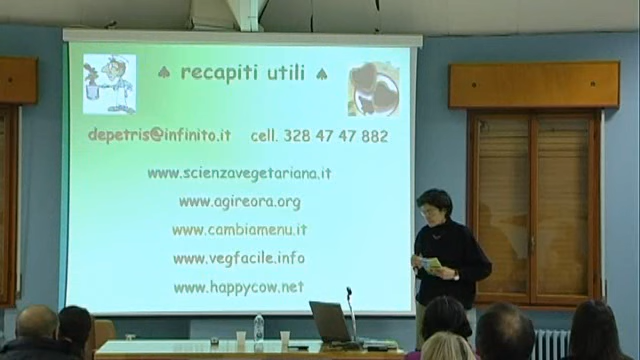 ♠ recapiti utili ♠
depetris@infinito.it cell. 328 47 47 882
www.scienzavegetariana.it
www.agireora.org
www.cambiamenu.it
www.vegfacile.info
www.happycow.net